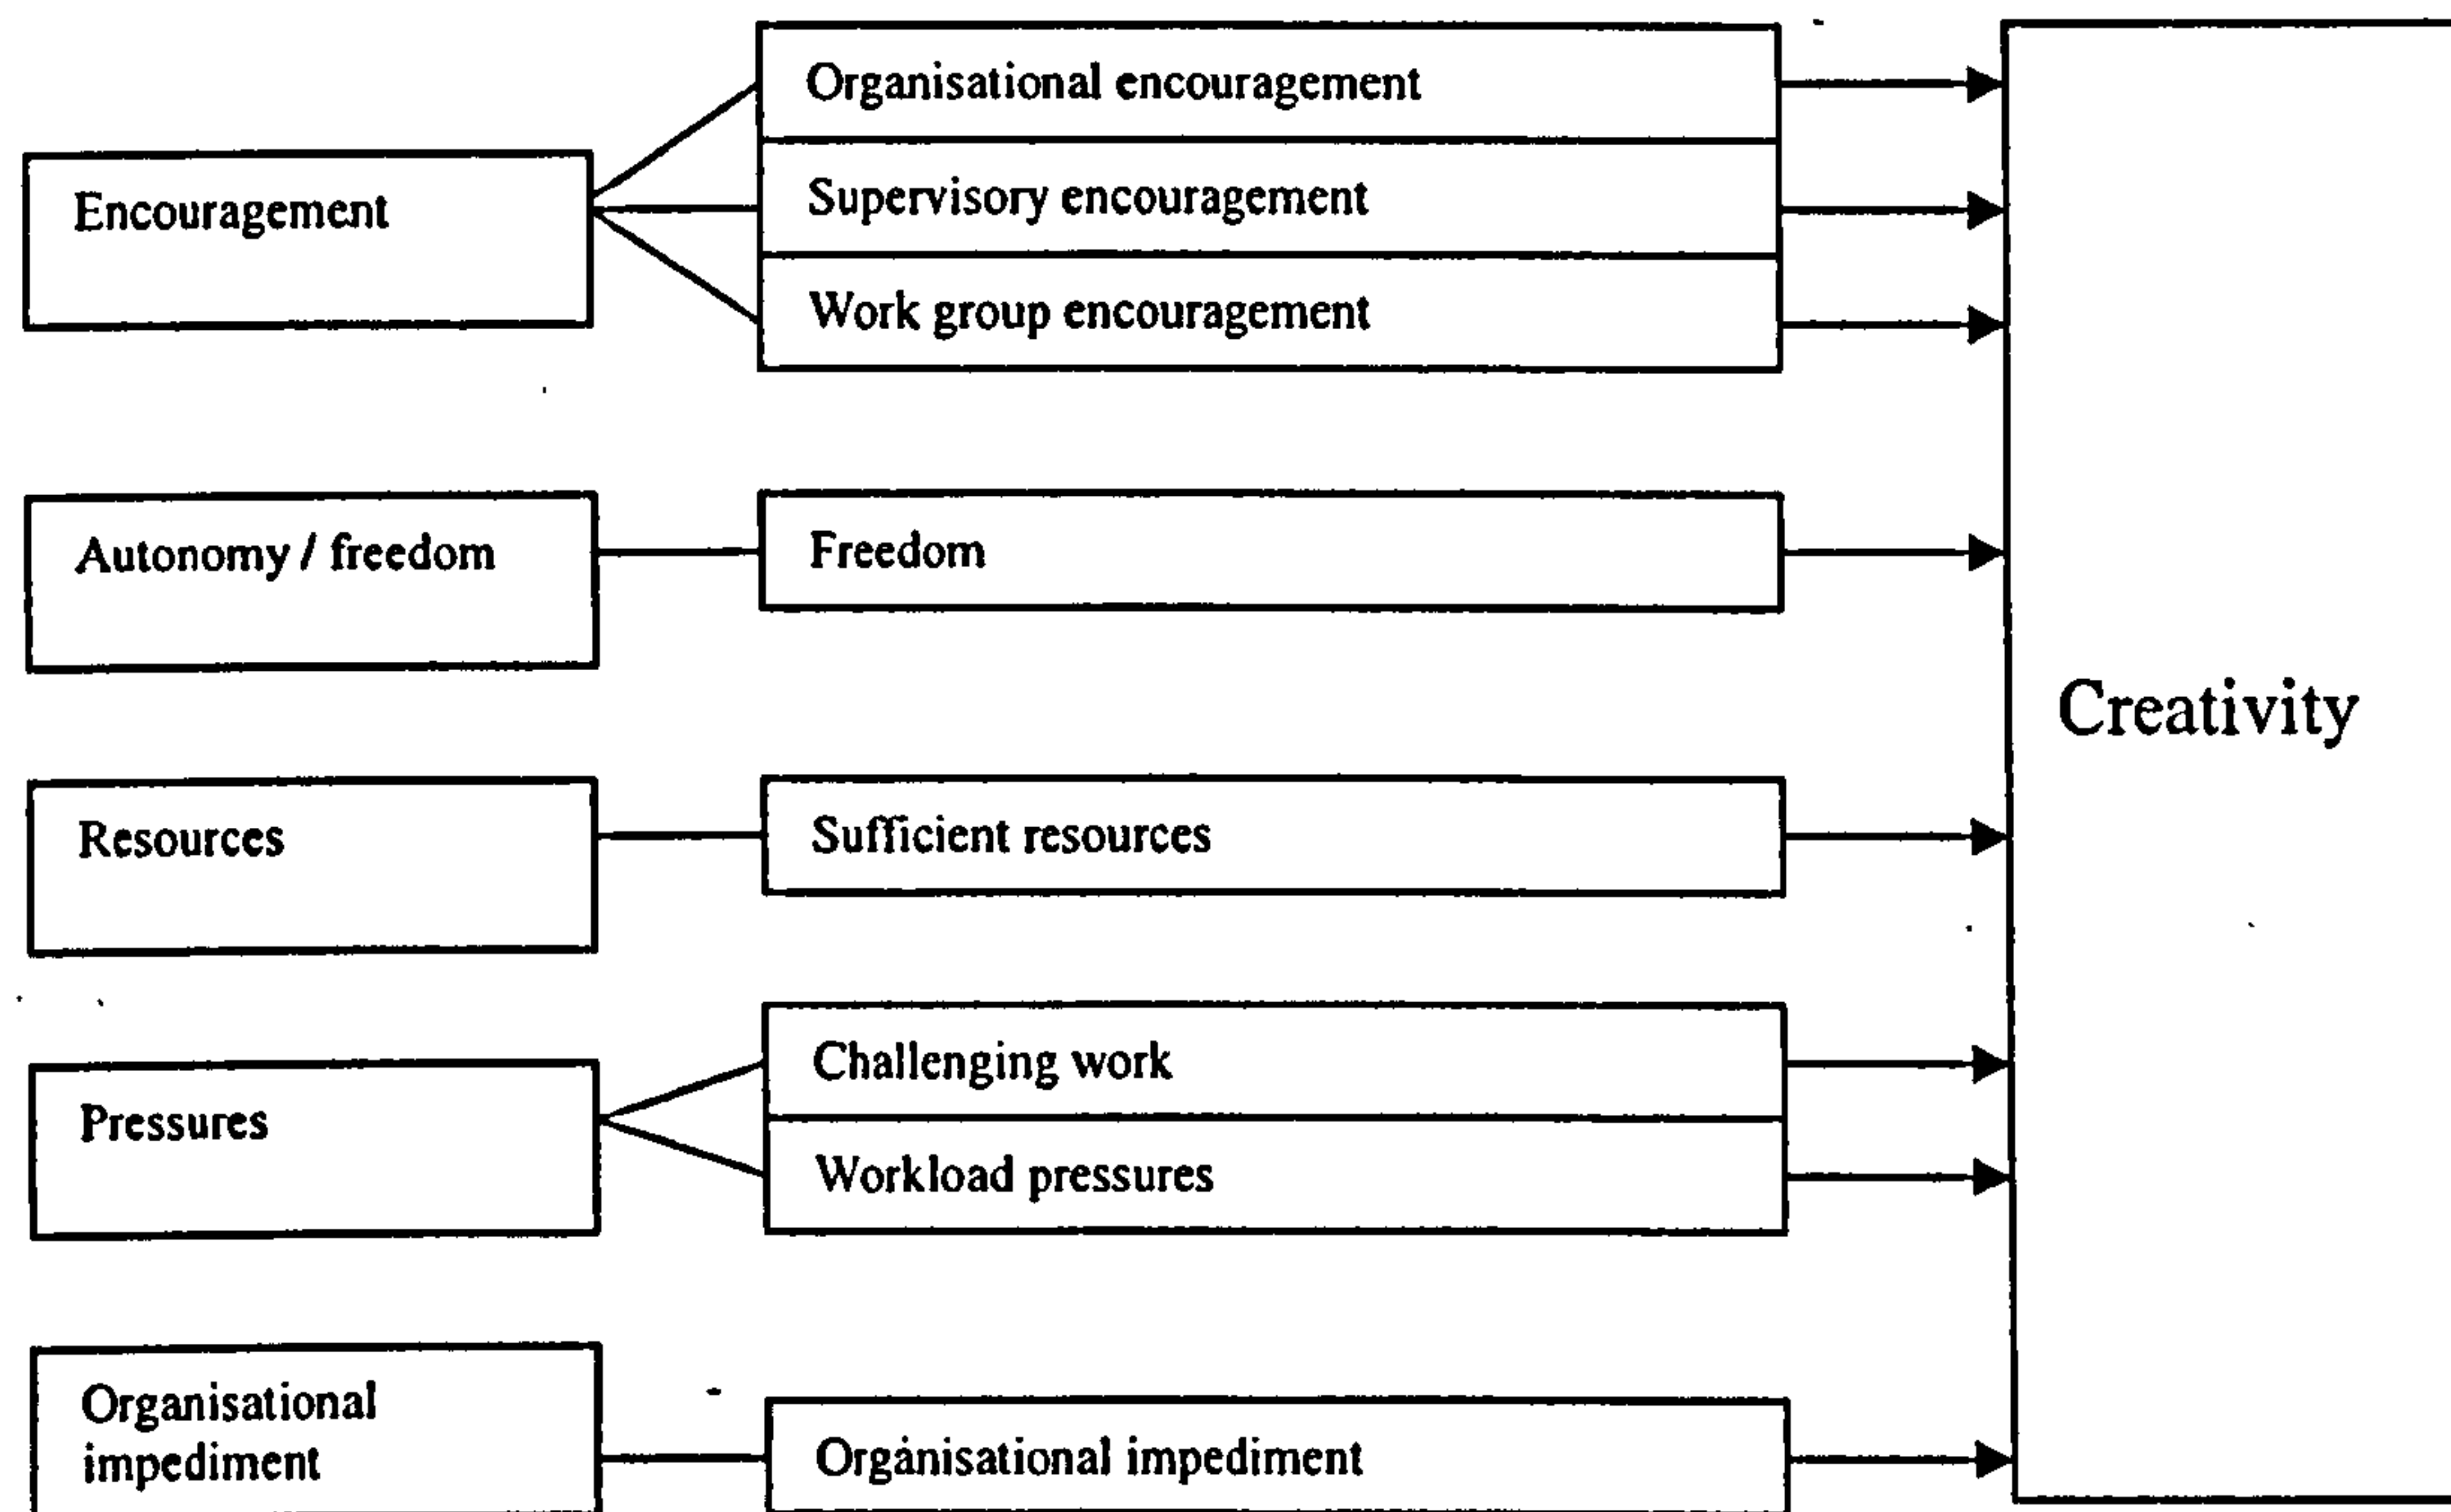 Organisational encouragement
Encouragement
Supervisory encouragement
Work group encouragement
Autonomy / freedom
Freedom
Creativity
Resources
Sufficient resources
Pressures
Challenging work
Workload pressures
Organisational
impediment
Organisational impediment